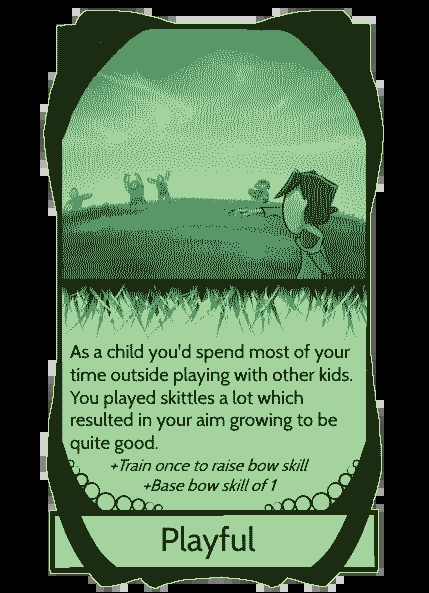 As a child you'd spend most of your
time outside playing with other kids.
You played skittles a lot which
resulted in your aim growing to be
quite good.
+Train once to raise bow skill
+Base bow skill of 1
Playful